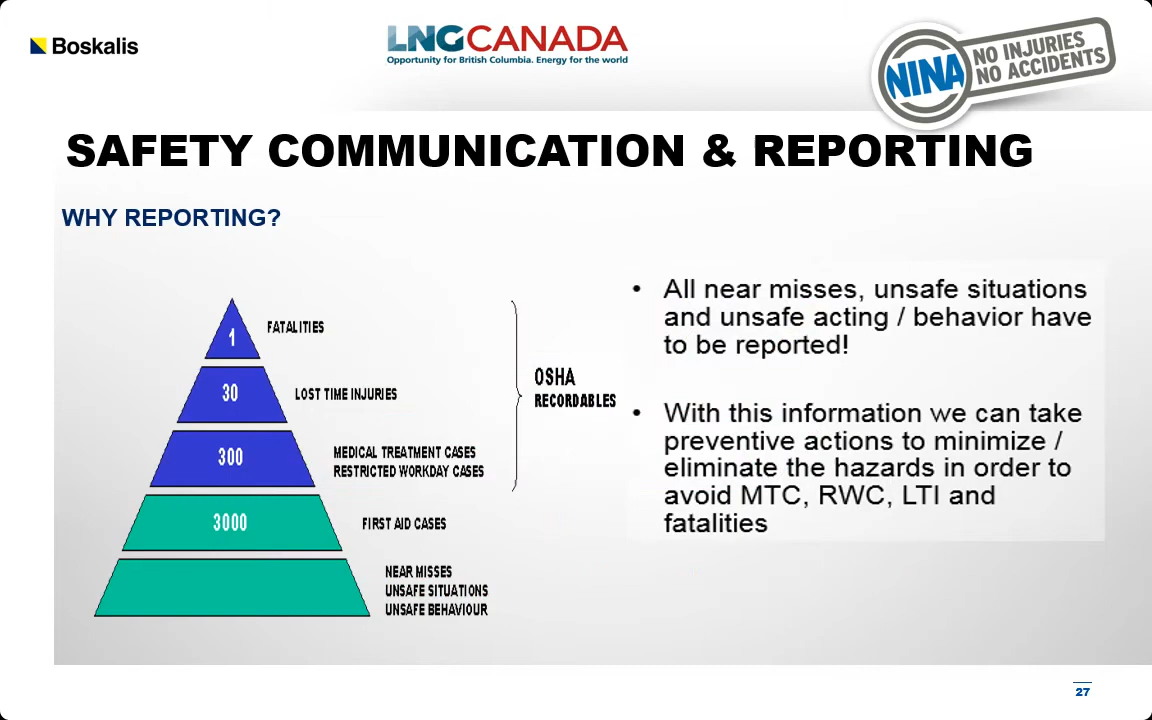 Boskalis
LNGCANADA
Opportunity for British Columbia. Energy for the world
NINA
NO INJURIES
NO ACCIDENTS
SAFETY COMMUNICATION & REPORTING
WHY REPORTING?
1
FATALITIES
30
LOST TIME INJURIES
300
MEDICAL TREATMENT CASES
RESTRICTED WORKDAY CASES
3000
FIRST AID CASES
NEAR MISSES
UNSAFE SITUATIONS
UNSAFE BEHAVIOUR
OSHA
RECORDABLES
• All near misses, unsafe situations
and unsafe acting / behavior have
to be reported!
• With this information we can take
preventive actions to minimize /
eliminate the hazards in order to
avoid MTC, RWC, LTI and
fatalities
27